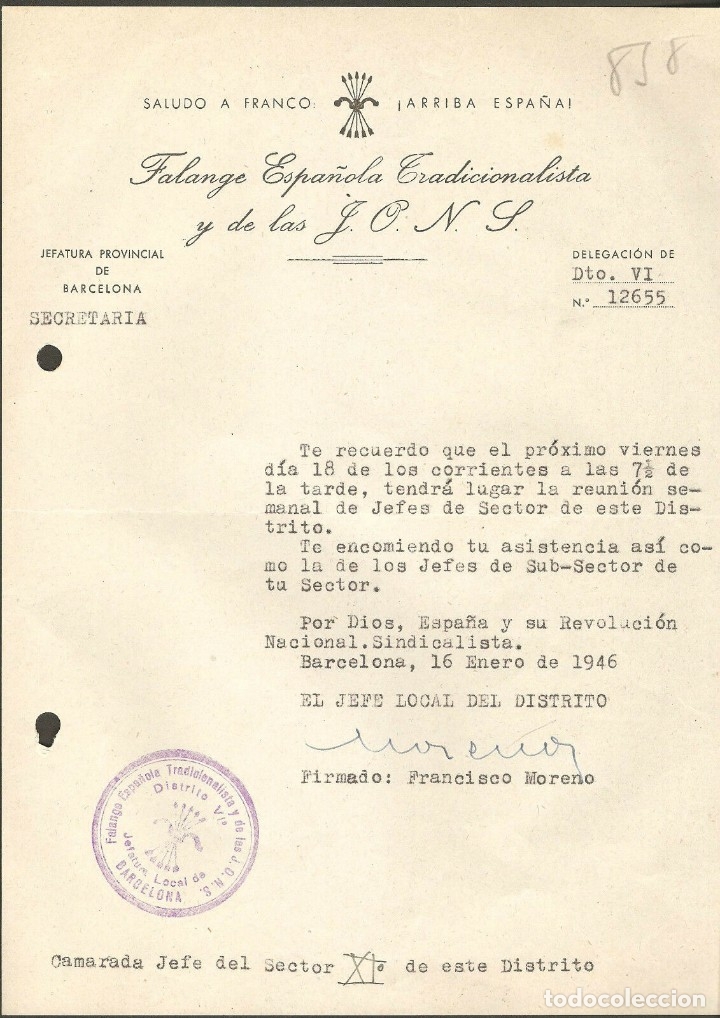 858
SALUDO A FRANCO: ¡ARRIBA ESPAÑA!
Falange Española Tradicionalista
y de las J. O. N. S.
JEFATURA PROVINCIAL
DE
BARCELONA
SECRETARIA
DELEGACIÓN DE
Dto. VI
N.º 12655
Te recuerdo que el próximo viernes
día 18 de los corrientes a las 7½ de
la tarde, tendrá lugar la reunión se-
manal de Jefes de Sector de este Dis-
trito.
Te encomiendo tu asistencia así co-
mo la de los Jefes de Sub-Sector de
tu Sector.
Por Dios, España y su Revolución
Nacional.Sindicalista.
Barcelona, 16 Enero de 1946
EL JEFE LOCAL DEL DISTRITO
Moreno
Firmado: Francisco Moreno
Falange Española Tradicionalista y de las J.O.N.S.
Distrito VIº
Jefatura Local de
BARCELONA
Camarada Jefe del Sector XIº de este Distrito
todocoleccion